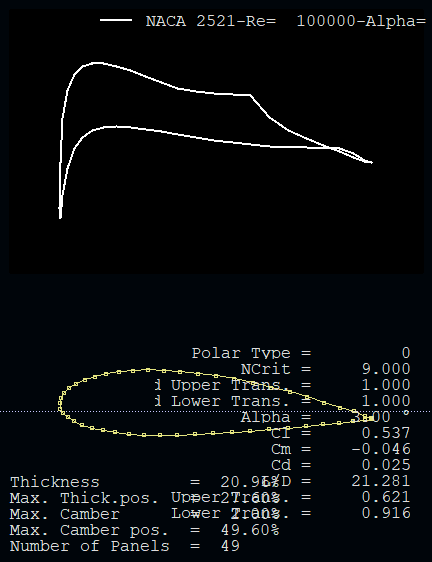 NACA 2521-Re= 100000-Alpha=
Polar Type = 0
NCrit = 9.000
d Upper Trans. = 1.000
d Lower Trans. = 1.000
Alpha = 3.00
Cl = 0.537
Cm = -0.046
Cd = 0.025
L/D = 21.281
Thickness = 20.96%
Upper Trans. = 0.621
Max. Thick.pos. = 27.60%
Lower Trans. = 0.916
Max. Camber = 2.00%
Max. Camber pos. = 49.60%
Number of Panels = 49